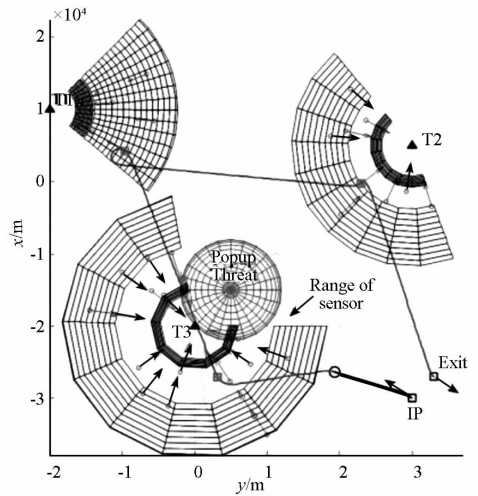 ×10⁴
2
1
0
-1
-2
-3
x/m
T1
T2
Popup
Threat
Range of
sensor
T3
Exit
IP
-2 -1 0 1 2 3
y/m